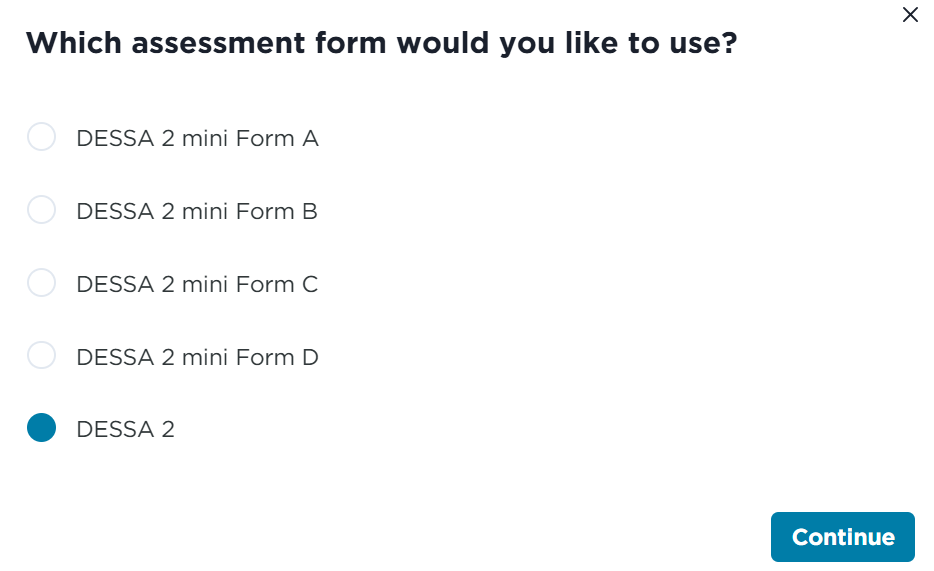 Which assessment form would you like to use?
DESSA 2 mini Form A
DESSA 2 mini Form B
DESSA 2 mini Form C
DESSA 2 mini Form D
DESSA 2
Continue